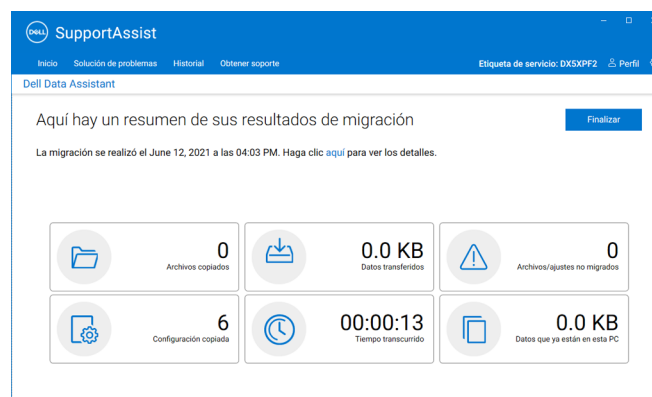 DELL SupportAssist
Inicio Solución de problemas Historial Obtener soporte Etiqueta de servicio: DX5XPF2 Perfil
Dell Data Assistant
Aquí hay un resumen de sus resultados de migración
Finalizar
La migración se realizó el June 12, 2021 a las 04:03 PM. Haga clic aquí para ver los detalles.
0
Archivos copiados
0.0 KB
Datos transferidos
0
Archivos/ajustes no migrados
6
Configuración copiada
00:00:13
Tiempo transcurrido
0.0 KB
Datos que ya están en esta PC